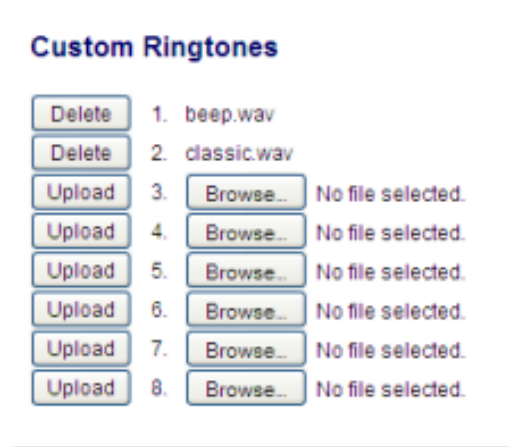 Custom Ringtones
Delete 1. beep.wav
Delete 2. classic.wav
Upload 3. Browse... No file selected.
Upload 4. Browse... No file selected.
Upload 5. Browse... No file selected.
Upload 6. Browse... No file selected.
Upload 7. Browse... No file selected.
Upload 8. Browse... No file selected.